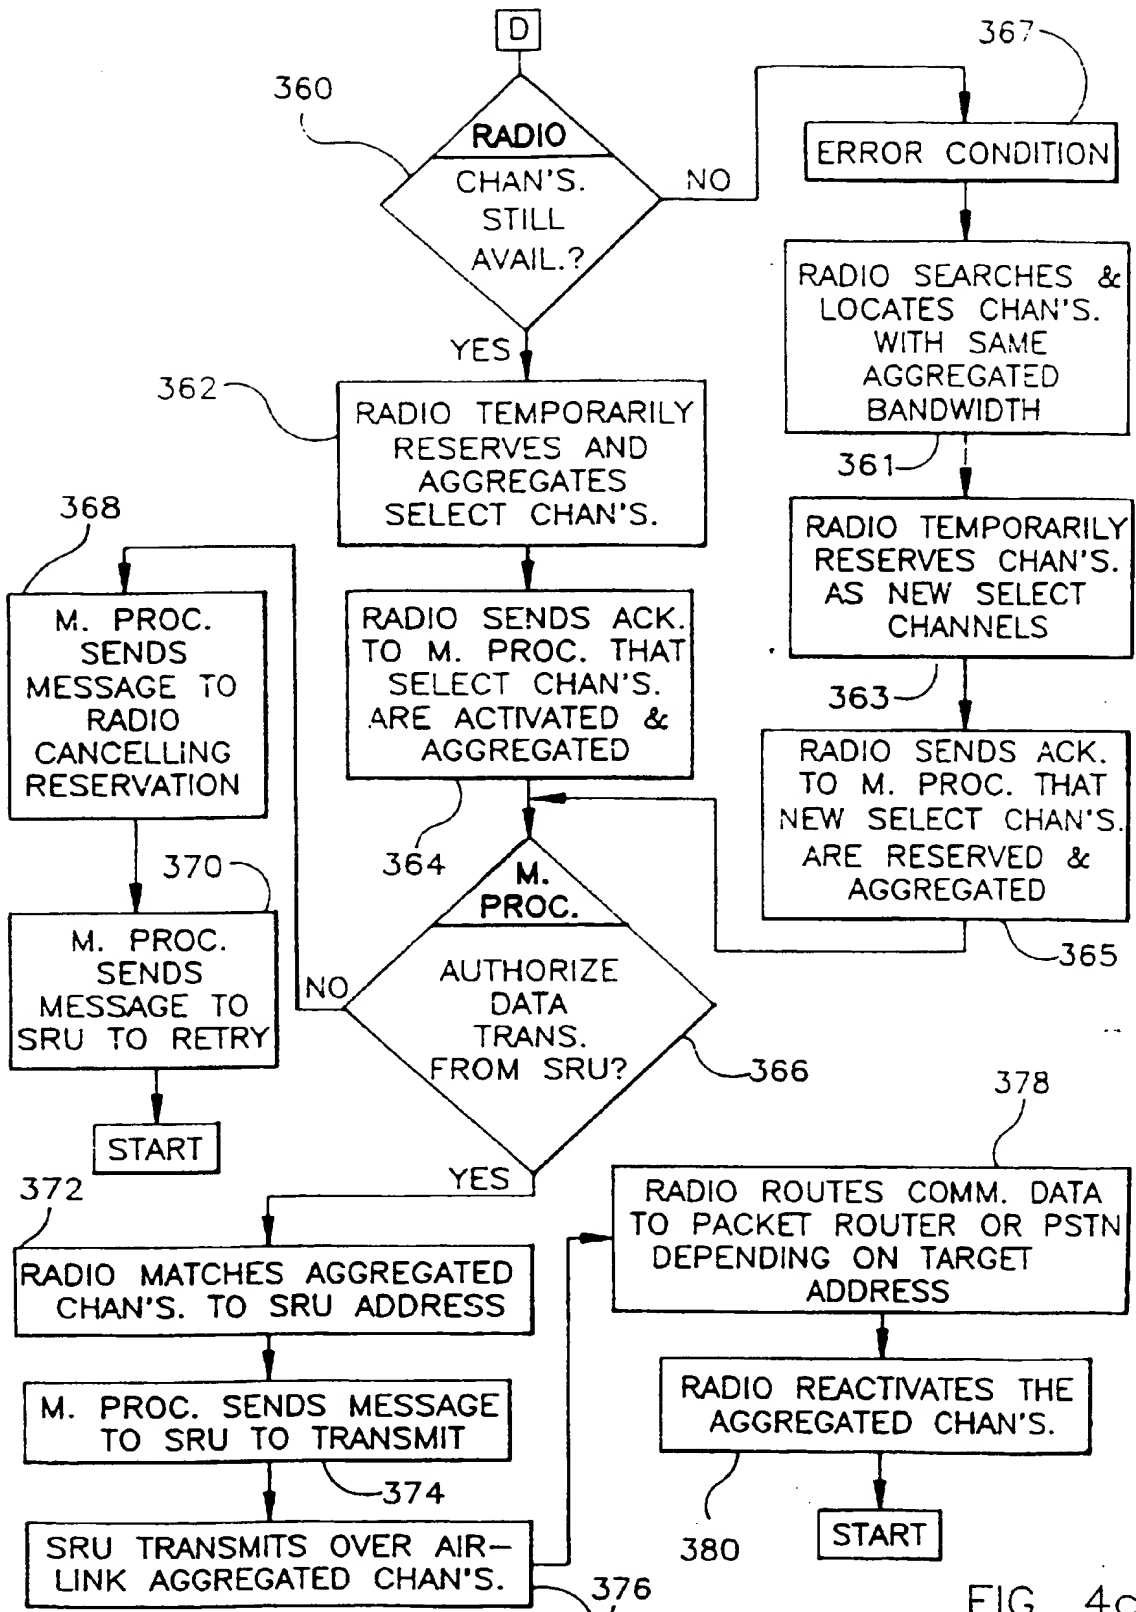 D
360
RADIO
CHAN'S.
STILL
AVAIL.?
NO
YES
367
ERROR CONDITION
RADIO SEARCHES &
LOCATES CHAN'S.
WITH SAME
AGGREGATED
BANDWIDTH
361
RADIO TEMPORARILY
RESERVES CHAN'S.
AS NEW SELECT
CHANNELS
363
RADIO SENDS ACK.
TO M. PROC. THAT
NEW SELECT CHAN'S.
ARE RESERVED &
AGGREGATED
365
362
RADIO TEMPORARILY
RESERVES AND
AGGREGATES
SELECT CHAN'S.
RADIO SENDS ACK.
TO M. PROC. THAT
SELECT CHAN'S.
ARE ACTIVATED &
AGGREGATED
364
M.
PROC.
AUTHORIZE
DATA
TRANS.
FROM SRU?
366
NO
YES
368
M. PROC.
SENDS
MESSAGE TO
RADIO
CANCELLING
RESERVATION
370
M. PROC.
SENDS
MESSAGE TO
SRU TO RETRY
START
372
RADIO MATCHES AGGREGATED
CHAN'S. TO SRU ADDRESS
M. PROC. SENDS MESSAGE
TO SRU TO TRANSMIT
374
SRU TRANSMITS OVER AIR-
LINK AGGREGATED CHAN'S.
376
378
RADIO ROUTES COMM. DATA
TO PACKET ROUTER OR PSTN
DEPENDING ON TARGET
ADDRESS
RADIO REACTIVATES THE
AGGREGATED CHAN'S.
380
START
FIG. 4c